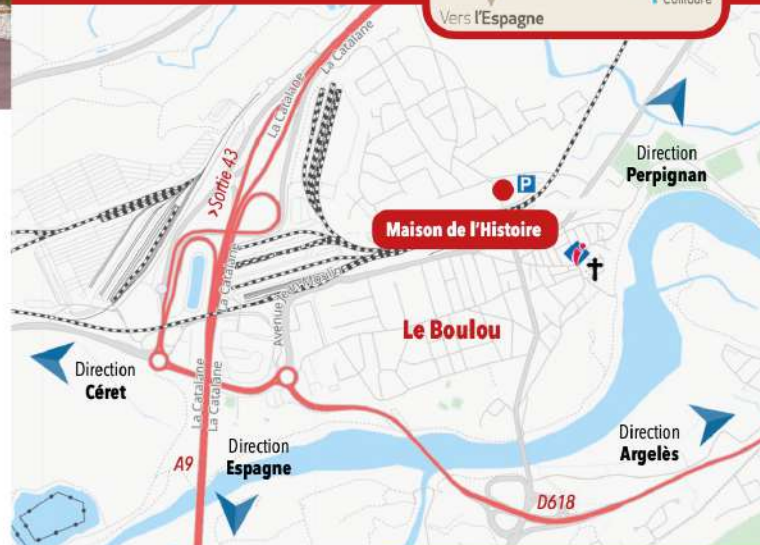 Collioure
Vers l'Espagne
La Catalane
La Catalane
>Sortie 43
P
Direction
Perpignan
Maison de l'Histoire
La Catalane
Le Boulou
Direction
Céret
La Catalane
La Catalane
Direction
Espagne
A9
Direction
Argelès
D618